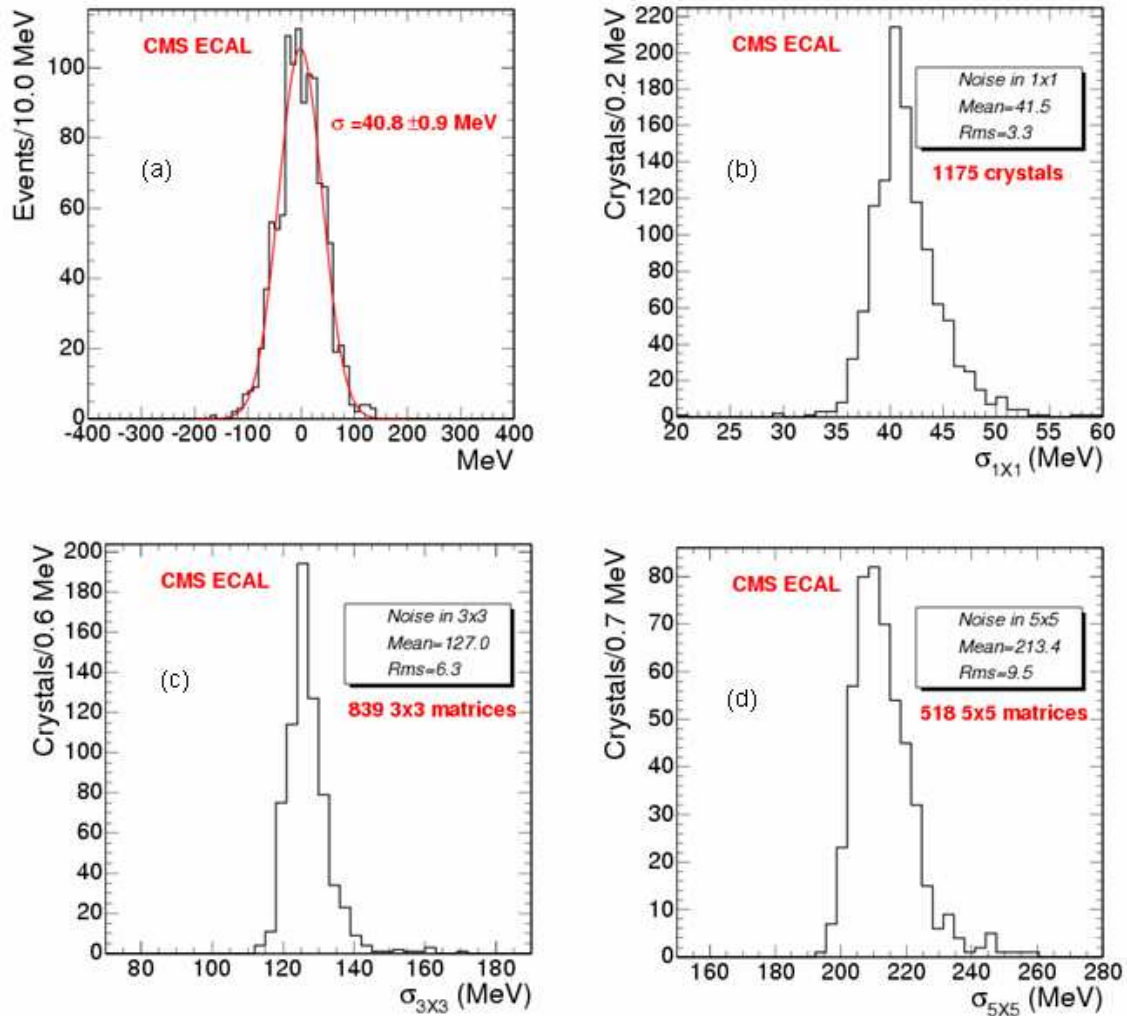 Events/10.0 MeV
100
80
60
40
20
0
CMS ECAL
σ =40.8 ±0.9 MeV
(a)
-400 -300 -200 -100 0 100 200 300 400
MeV
Crystals/0.2 MeV
220
200
180
160
140
120
100
80
60
40
20
0
CMS ECAL
Noise in 1x1
Mean=41.5
Rms=3.3
1175 crystals
(b)
20 25 30 35 40 45 50 55 60
σ1X1 (MeV)
Crystals/0.6 MeV
200
180
160
140
120
100
80
60
40
20
0
CMS ECAL
Noise in 3x3
Mean=127.0
Rms=6.3
839 3x3 matrices
(c)
80 100 120 140 160 180
σ3X3 (MeV)
Crystals/0.7 MeV
80
70
60
50
40
30
20
10
0
CMS ECAL
Noise in 5x5
Mean=213.4
Rms=9.5
518 5x5 matrices
(d)
160 180 200 220 240 260 280
σ5X5 (MeV)